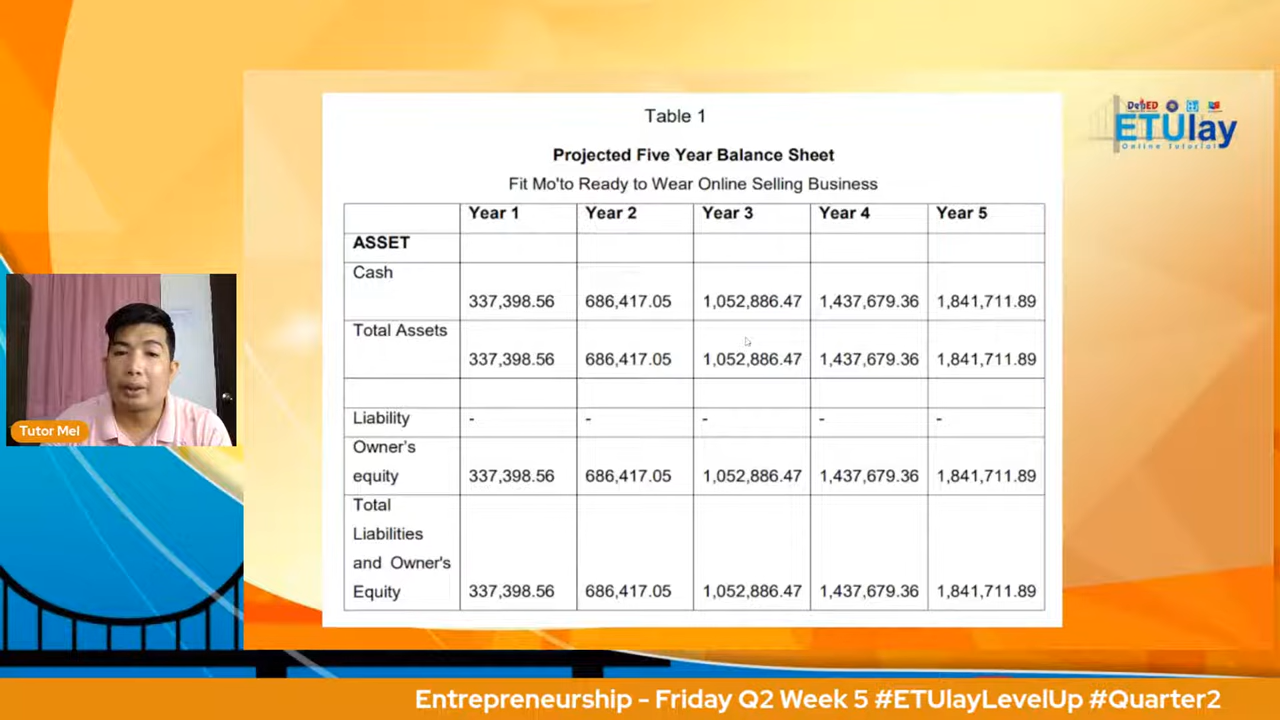 Table 1
Projected Five Year Balance Sheet
Fit Mo'to Ready to Wear Online Selling Business
Year 1 Year 2 Year 3 Year 4 Year 5
ASSET
Cash
337,398.56 686,417.05 1,052,886.47 1,437,679.36 1,841,711.89
Total Assets
337,398.56 686,417.05 1,052,886.47 1,437,679.36 1,841,711.89
Liability - - - - -
Owner's
equity 337,398.56 686,417.05 1,052,886.47 1,437,679.36 1,841,711.89
Total
Liabilities
and Owner's
Equity 337,398.56 686,417.05 1,052,886.47 1,437,679.36 1,841,711.89
DepED
ETUlay
Online Tutorial
Tutor Mel
Entrepreneurship - Friday Q2 Week 5 #ETUlayLevelUp #Quarter2